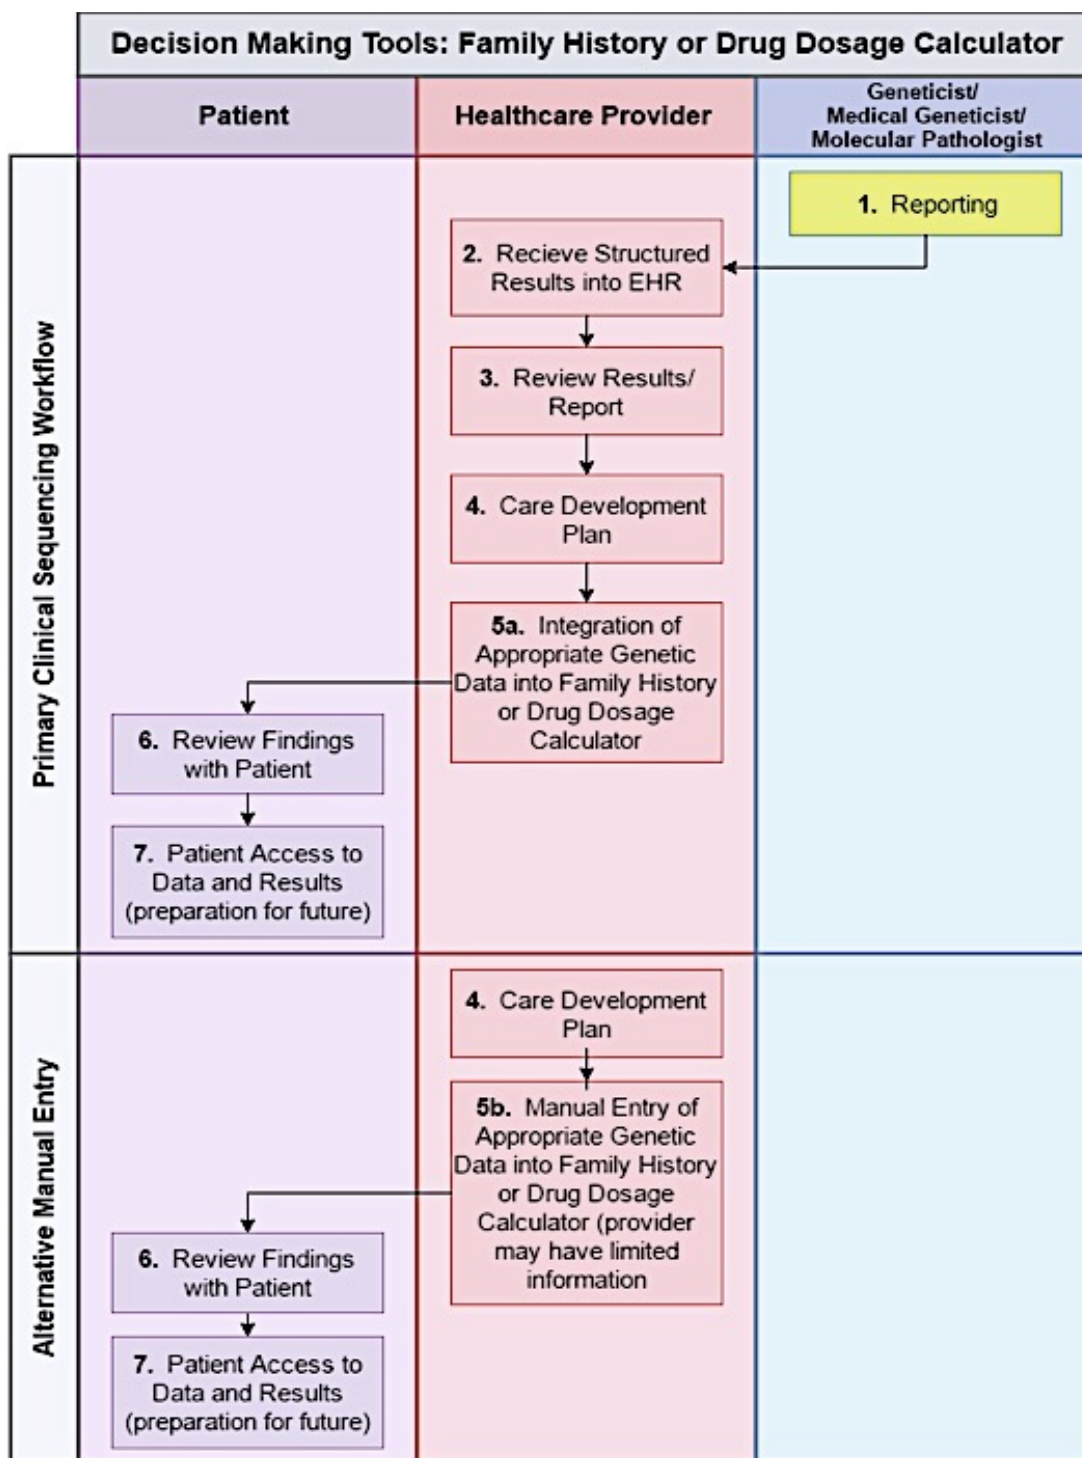 Decision Making Tools: Family History or Drug Dosage Calculator
Patient
Healthcare Provider
Geneticist/
Medical Geneticist/
Molecular Pathologist
Primary Clinical Sequencing Workflow
1. Reporting
2. Recieve Structured
Results into EHR
3. Review Results/
Report
4. Care Development
Plan
5a. Integration of
Appropriate Genetic
Data into Family History
or Drug Dosage
Calculator
6. Review Findings
with Patient
7. Patient Access to
Data and Results
(preparation for future)
Alternative Manual Entry
4. Care Development
Plan
5b. Manual Entry of
Appropriate Genetic
Data into Family History
or Drug Dosage
Calculator (provider
may have limited
information
6. Review Findings
with Patient
7. Patient Access to
Data and Results
(preparation for future)